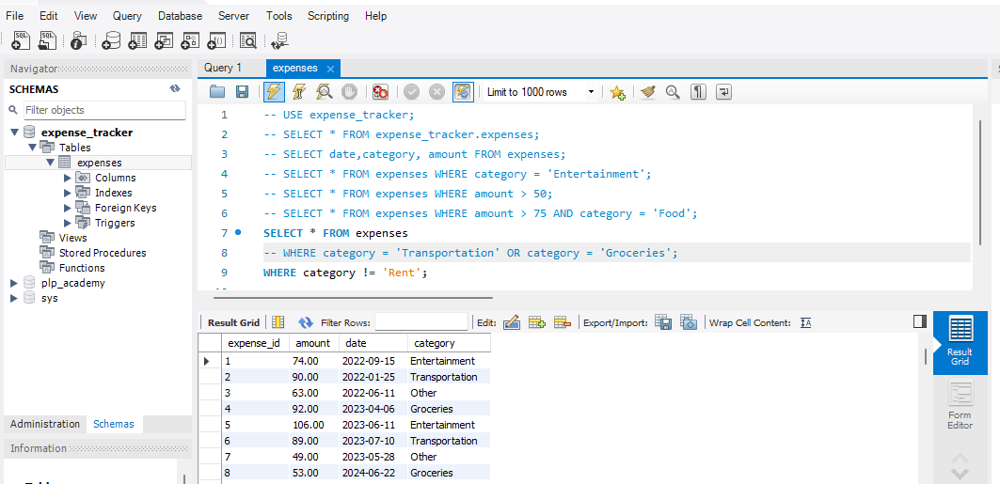 File Edit View Query Database Server Tools Scripting Help
Navigator
SCHEMAS
Filter objects
expense_tracker
Tables
expenses
Columns
Indexes
Foreign Keys
Triggers
Views
Stored Procedures
Functions
plp_academy
sys
Administration Schemas
Information
Query 1 expenses
Limit to 1000 rows
1 -- USE expense_tracker;
2 -- SELECT * FROM expense_tracker.expenses;
3 -- SELECT date,category, amount FROM expenses;
4 -- SELECT * FROM expenses WHERE category = 'Entertainment';
5 -- SELECT * FROM expenses WHERE amount > 50;
6 -- SELECT * FROM expenses WHERE amount > 75 AND category = 'Food';
7 SELECT * FROM expenses
8 -- WHERE category = 'Transportation' OR category = 'Groceries';
9 WHERE category != 'Rent';
Result Grid Filter Rows: Edit: Export/Import: Wrap Cell Content:
expense_id amount date category
1 74.00 2022-09-15 Entertainment
2 90.00 2022-01-25 Transportation
3 63.00 2022-06-11 Other
4 92.00 2023-04-06 Groceries
5 106.00 2023-06-11 Entertainment
6 89.00 2023-07-10 Transportation
7 49.00 2023-05-28 Other
8 53.00 2024-06-22 Groceries
Result
Grid
Form
Editor